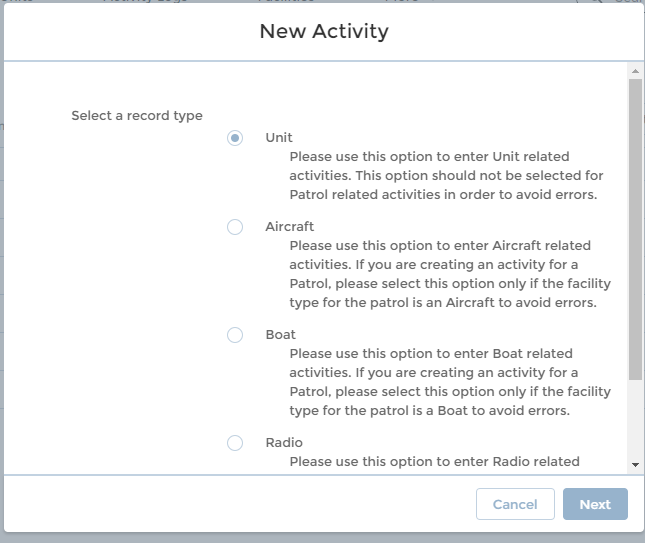 New Activity
Select a record type
Unit
Please use this option to enter Unit related
activities. This option should not be selected for
Patrol related activities in order to avoid errors.
Aircraft
Please use this option to enter Aircraft related
activities. If you are creating an activity for a
Patrol, please select this option only if the facility
type for the patrol is an Aircraft to avoid errors.
Boat
Please use this option to enter Boat related
activities. If you are creating an activity for a
Patrol, please select this option only if the facility
type for the patrol is a Boat to avoid errors.
Radio
Please use this option to enter Radio related
Cancel
Next